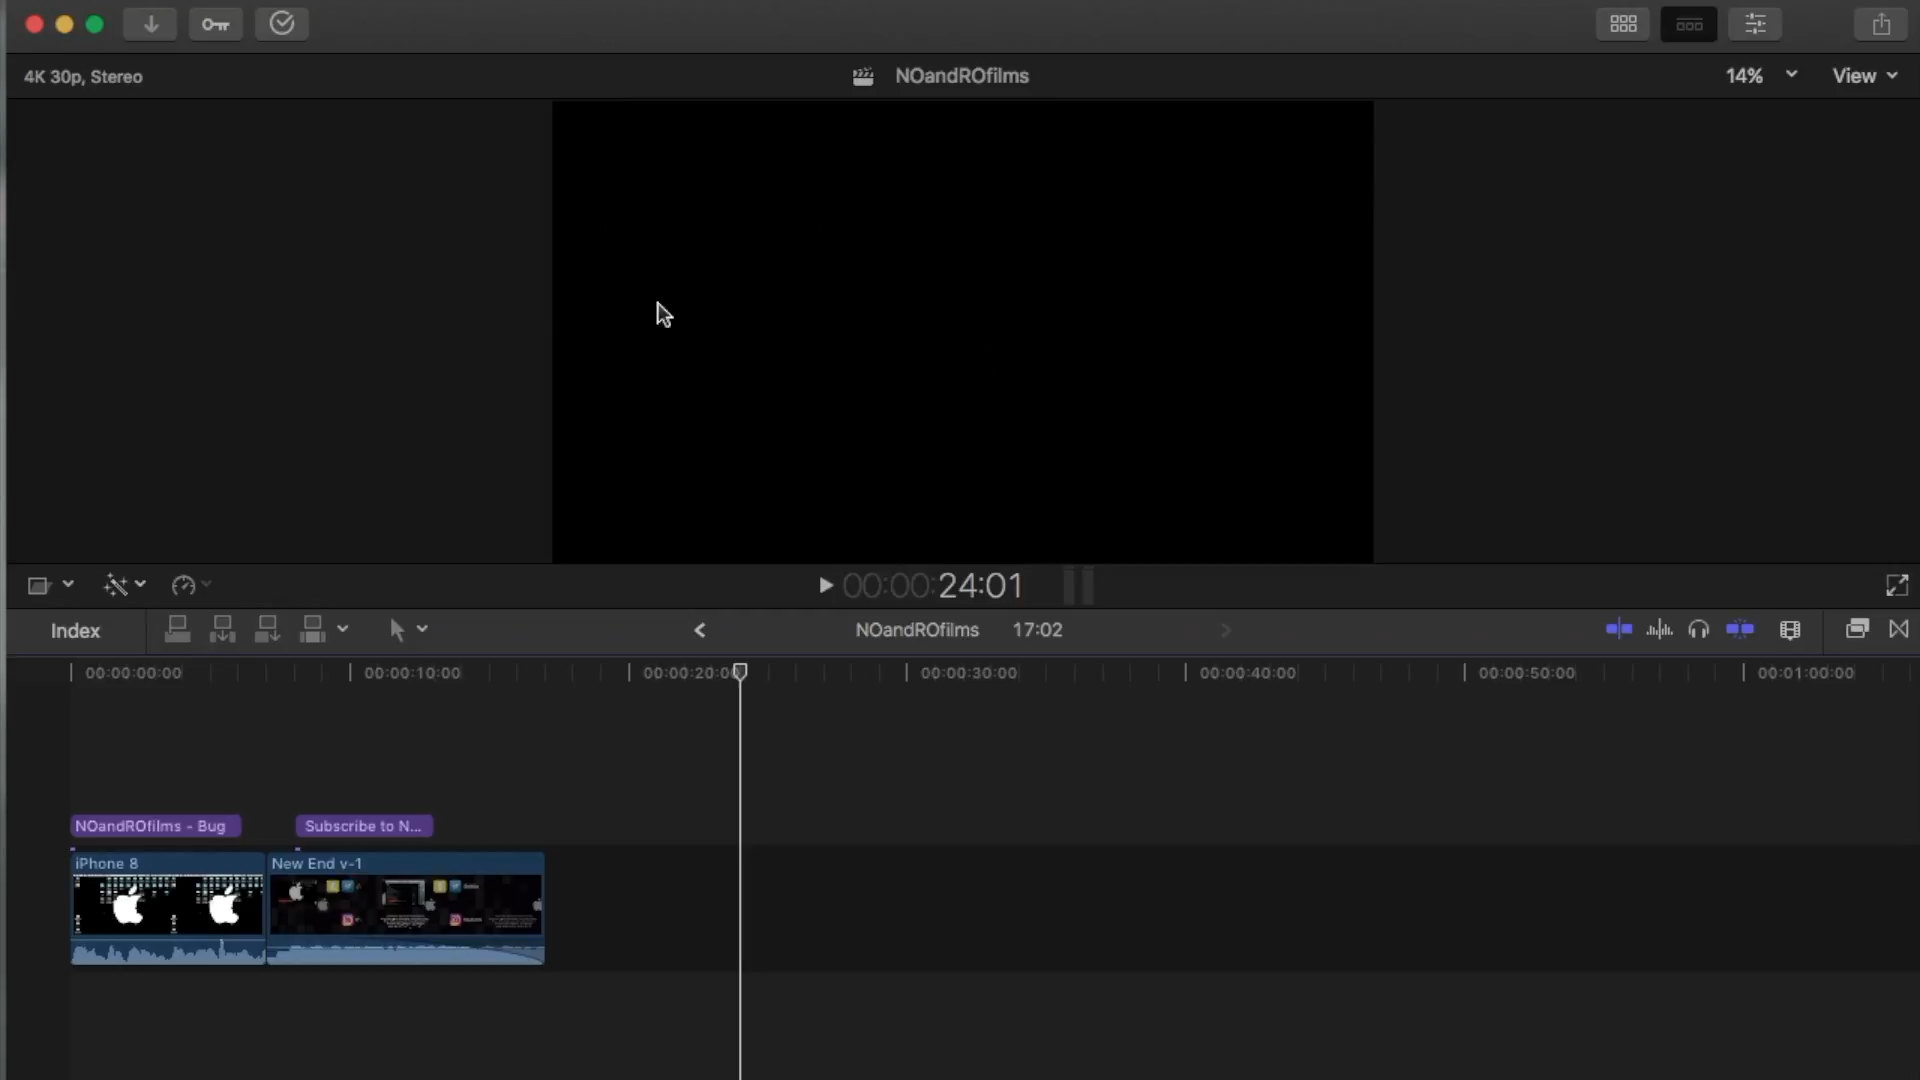 4K 30p, Stereo
NOandROfilms
14%
View
00:00:24:01
Index
NOandROfilms 17:02
00:00:00:00 00:00:10:00 00:00:20:00 00:00:30:00 00:00:40:00 00:00:50:00 00:01:00:00
NOandROfilms - Bug
Subscribe to N...
iPhone 8
New End v-1